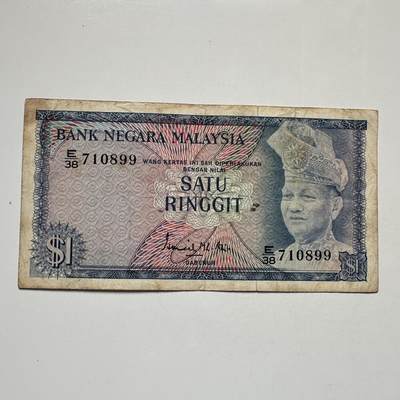 BANK NEGARA MALAYSIA
E/38 710899
WANG KERTAS INI SAH DIPERLAKUKAN
DENGAN NILAI
SATU
RINGGIT
E/38 710899
$1
GABENOR
$1